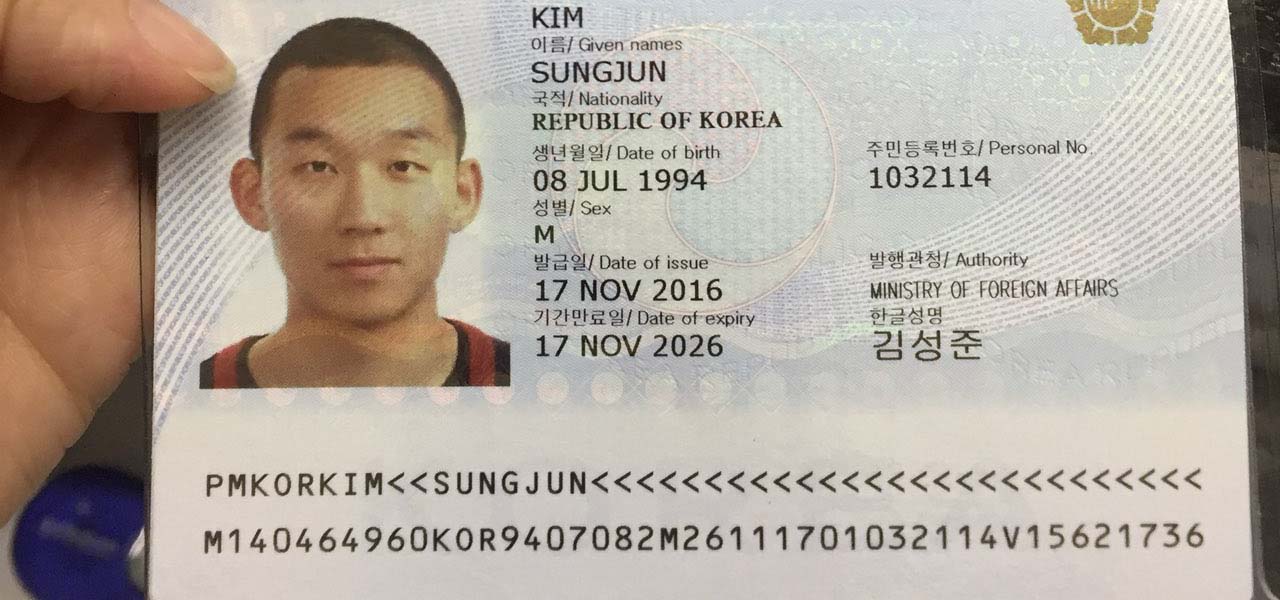 KIM
이름/ Given names
SUNGJUN
국적/ Nationality
REPUBLIC OF KOREA
생년월일/ Date of birth
08 JUL 1994
주민등록번호/ Personal No.
1032114
성별/ Sex
M
발급일/ Date of issue
17 NOV 2016
발행관청/ Authority
MINISTRY OF FOREIGN AFFAIRS
기간만료일/ Date of expiry
17 NOV 2026
한글성명
김성준
PMKORKIM<<SUNGJUN<<<<<<<<<<<<<<<<<<<<<<<<<<<
M140464960KOR9407082M26111701032114V15621736